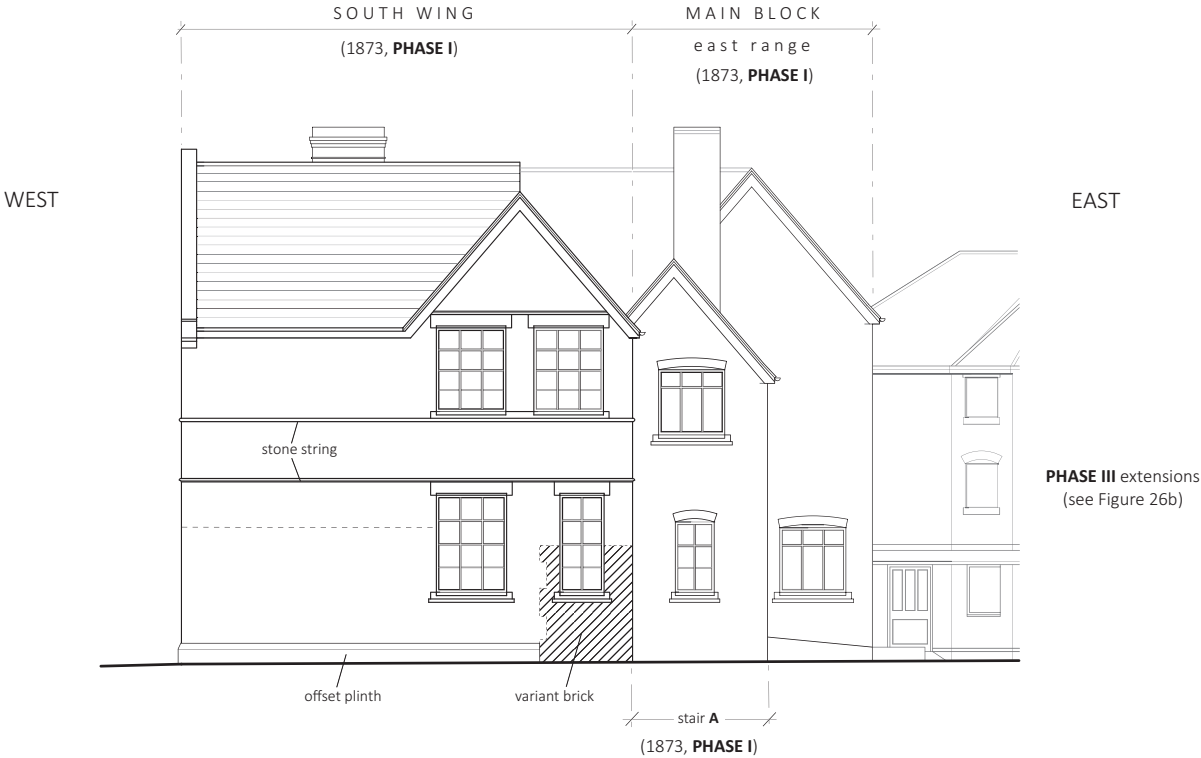 SOUTH WING
(1873, PHASE I)
MAIN BLOCK
east range
(1873, PHASE I)
WEST
EAST
stone string
PHASE III extensions
(see Figure 26b)
offset plinth
variant brick
stair A
(1873, PHASE I)